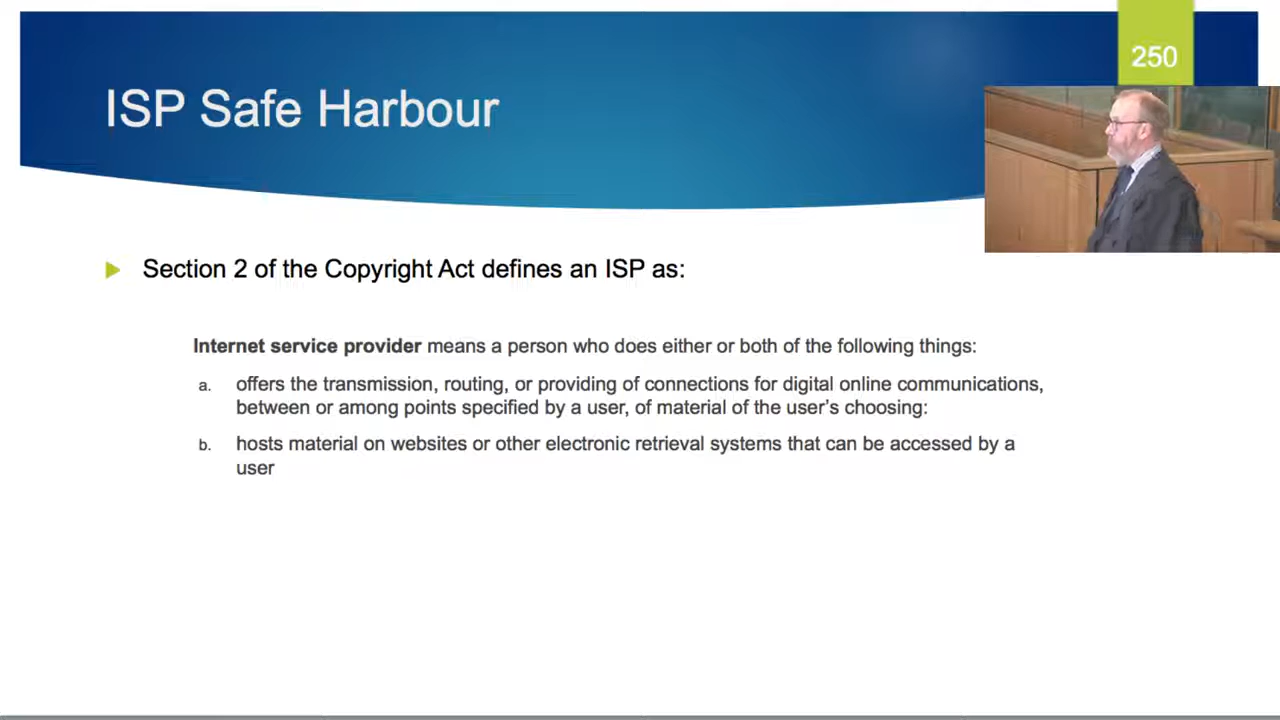 250
ISP Safe Harbour
Section 2 of the Copyright Act defines an ISP as:
Internet service provider means a person who does either or both of the following things:
a. offers the transmission, routing, or providing of connections for digital online communications,
between or among points specified by a user, of material of the user's choosing:
b. hosts material on websites or other electronic retrieval systems that can be accessed by a
user